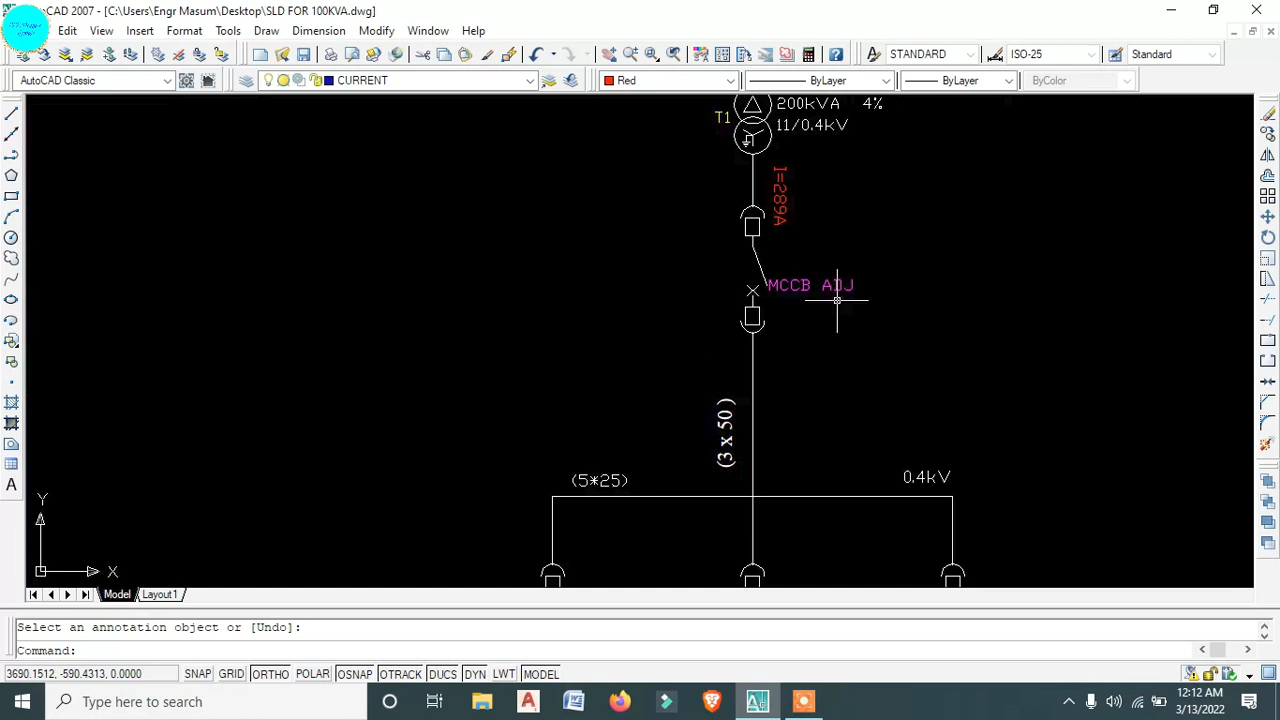 AutoCAD 2007 - [C:\Users\Engr Masum\Desktop\SLD FOR 100KVA.dwg]
Edit View Insert Format Tools Draw Dimension Modify Window Help
STANDARD ISO-25 Standard
AutoCAD Classic CURRENT Red ByLayer ByLayer ByColor
200kVA 4%
T1 11/0.4kV
I=289A
MCCB ADJ
(3 x 50 )
(5*25) 0.4kV
A
Y
X
Model Layout1
Select an annotation object or [Undo]:
Command:
3690.1512, -590.4313, 0.0000 SNAP GRID ORTHO POLAR OSNAP OTRACK DUCS DYN LWT MODEL
Type here to search
12:12 AM
3/13/2022